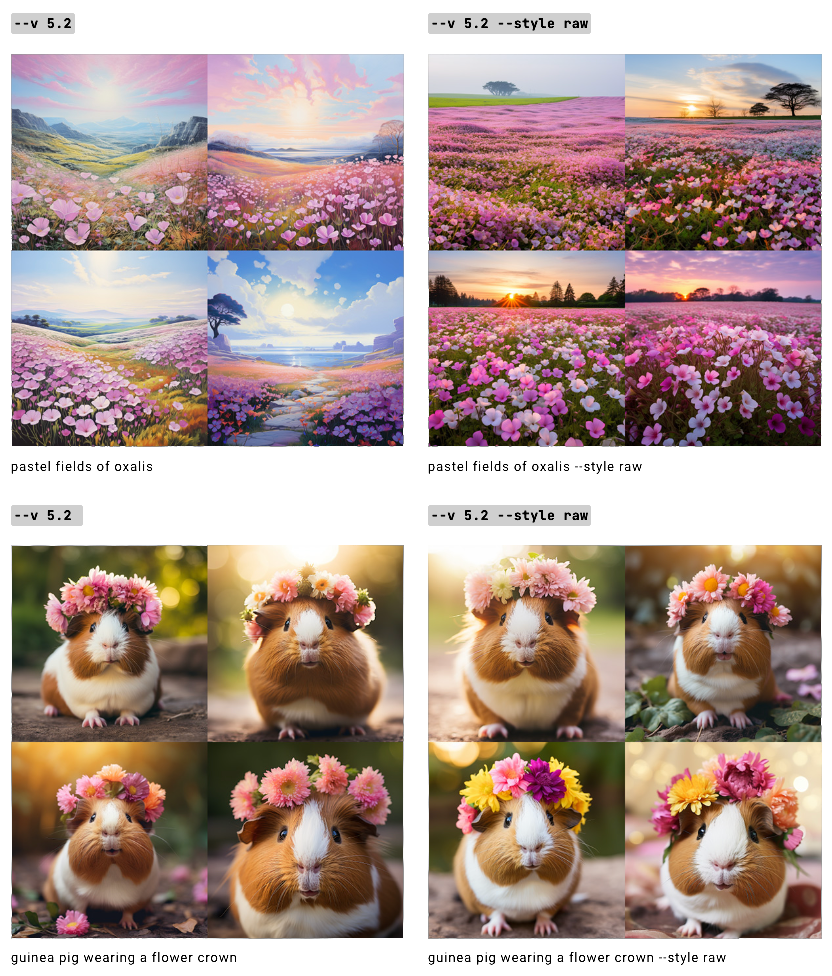 --v 5.2
--v 5.2 --style raw
pastel fields of oxalis
pastel fields of oxalis --style raw
--v 5.2
--v 5.2 --style raw
guinea pig wearing a flower crown
guinea pig wearing a flower crown --style raw